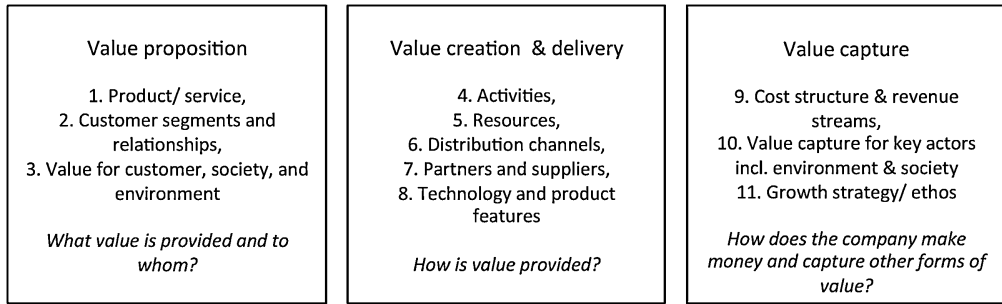 Value proposition
1. Product/ service,
2. Customer segments and
relationships,
3. Value for customer, society, and
environment
What value is provided and to
whom?
Value creation & delivery
4. Activities,
5. Resources,
6. Distribution channels,
7. Partners and suppliers,
8. Technology and product
features
How is value provided?
Value capture
9. Cost structure & revenue
streams,
10. Value capture for key actors
incl. environment & society
11. Growth strategy/ ethos
How does the company make
money and capture other forms of
value?